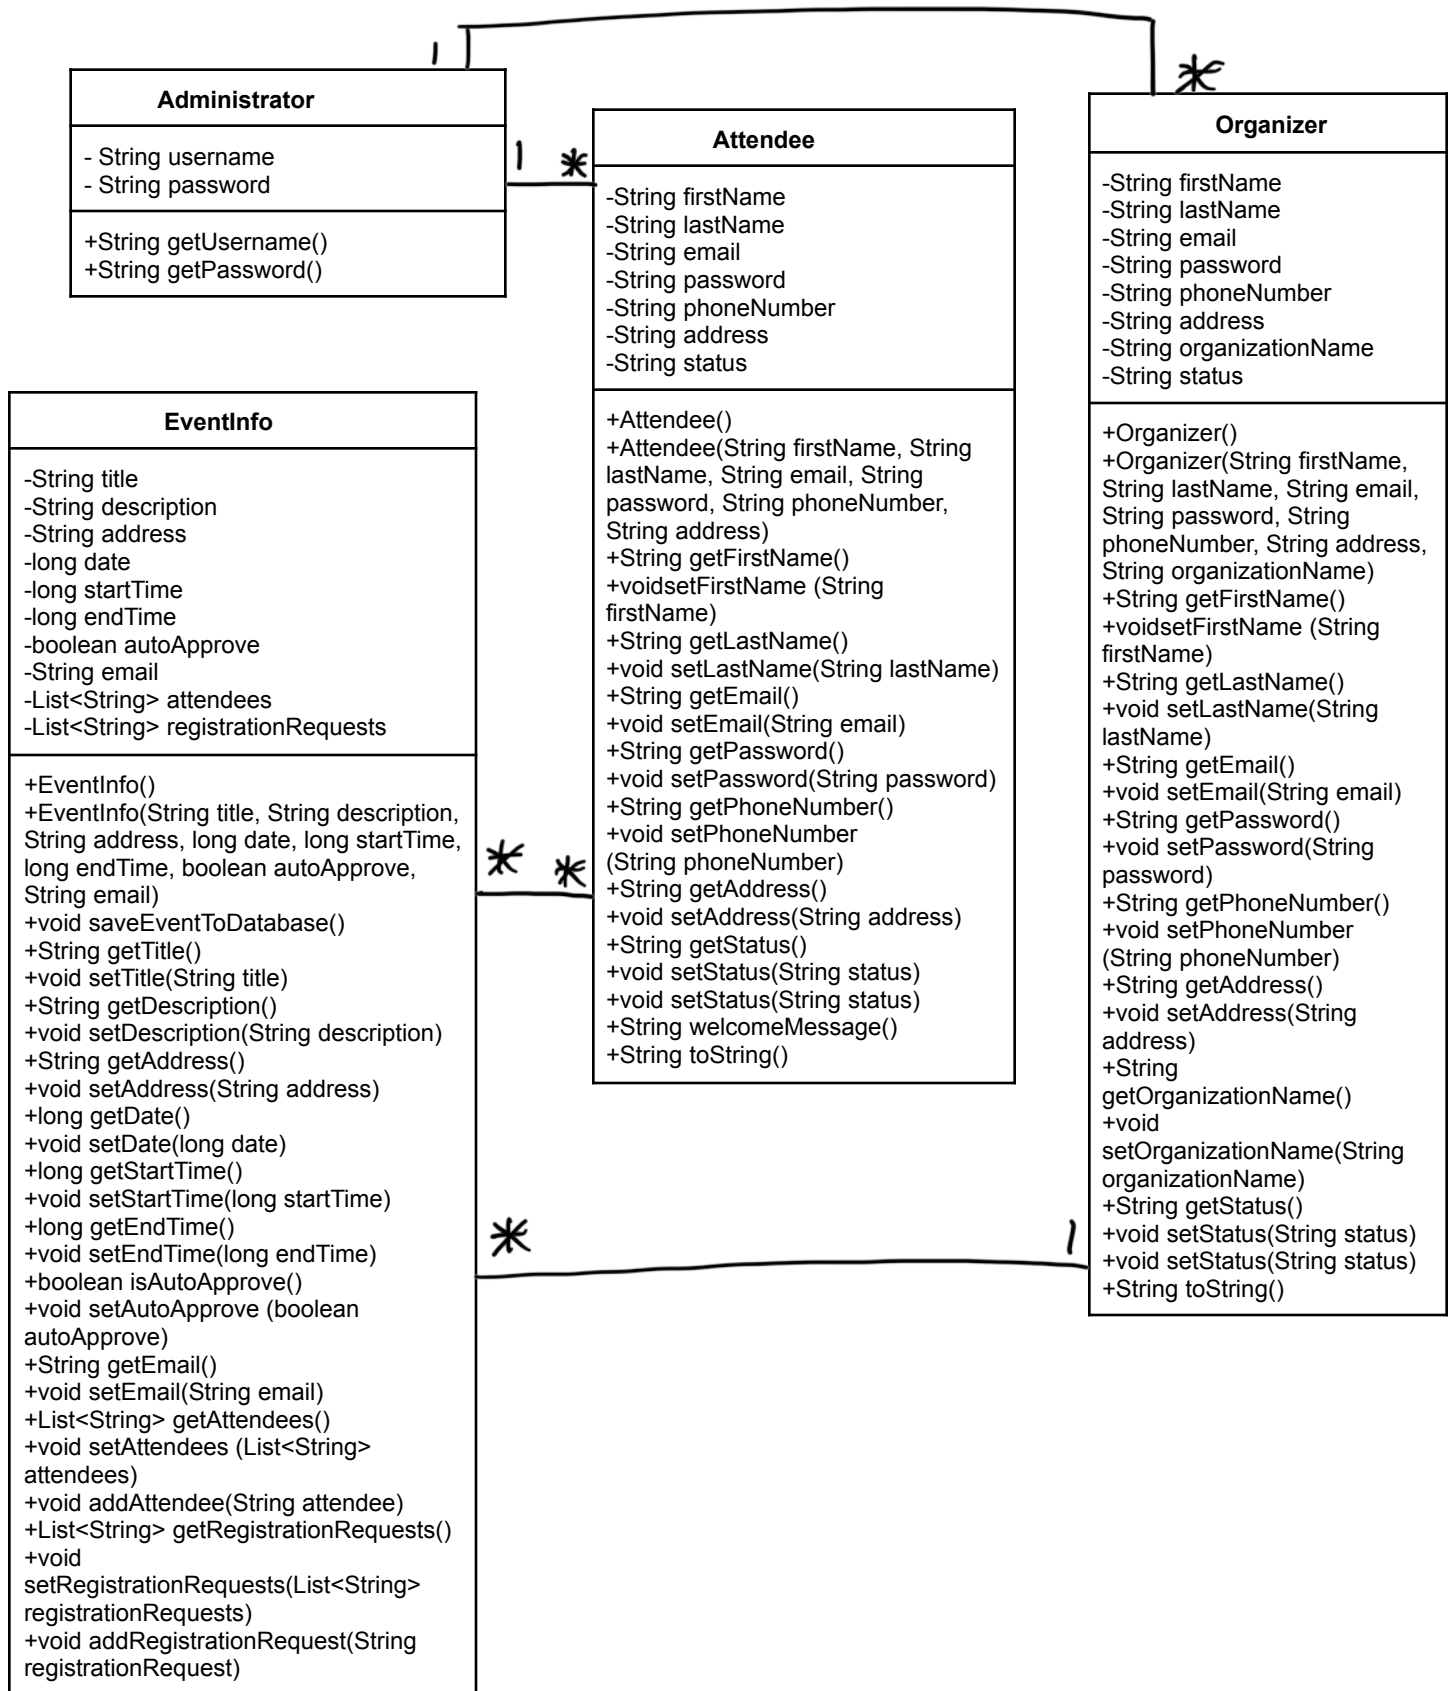 1
*
Administrator
- String username
- String password
+String getUsername()
+String getPassword()
1 *
Attendee
-String firstName
-String lastName
-String email
-String password
-String phoneNumber
-String address
-String status
+Attendee()
+Attendee(String firstName, String
lastName, String email, String
password, String phoneNumber,
String address)
+String getFirstName()
+voidsetFirstName (String
firstName)
+String getLastName()
+void setLastName(String lastName)
+String getEmail()
+void setEmail(String email)
+String getPassword()
+void setPassword(String password)
+String getPhoneNumber()
+void setPhoneNumber
(String phoneNumber)
+String getAddress()
+void setAddress(String address)
+String getStatus()
+void setStatus(String status)
+void setStatus(String status)
+String welcomeMessage()
+String toString()
Organizer
-String firstName
-String lastName
-String email
-String password
-String phoneNumber
-String address
-String organizationName
-String status
+Organizer()
+Organizer(String firstName,
String lastName, String email,
String password, String
phoneNumber, String address,
String organizationName)
+String getFirstName()
+voidsetFirstName (String
firstName)
+String getLastName()
+void setLastName(String
lastName)
+String getEmail()
+void setEmail(String email)
+String getPassword()
+void setPassword(String
password)
+String getPhoneNumber()
+void setPhoneNumber
(String phoneNumber)
+String getAddress()
+void setAddress(String
address)
+String
getOrganizationName()
+void
setOrganizationName(String
organizationName)
+String getStatus()
+void setStatus(String status)
+void setStatus(String status)
+String toString()
EventInfo
-String title
-String description
-String address
-long date
-long startTime
-long endTime
-boolean autoApprove
-String email
-List<String> attendees
-List<String> registrationRequests
+EventInfo()
+EventInfo(String title, String description,
String address, long date, long startTime,
long endTime, boolean autoApprove,
String email)
+void saveEventToDatabase()
+String getTitle()
+void setTitle(String title)
+String getDescription()
+void setDescription(String description)
+String getAddress()
+void setAddress(String address)
+long getDate()
+void setDate(long date)
+long getStartTime()
+void setStartTime(long startTime)
+long getEndTime()
+void setEndTime(long endTime)
+boolean isAutoApprove()
+void setAutoApprove (boolean
autoApprove)
+String getEmail()
+void setEmail(String email)
+List<String> getAttendees()
+void setAttendees (List<String>
attendees)
+void addAttendee(String attendee)
+List<String> getRegistrationRequests()
+void
setRegistrationRequests(List<String>
registrationRequests)
+void addRegistrationRequest(String
registrationRequest)
* *
* 1